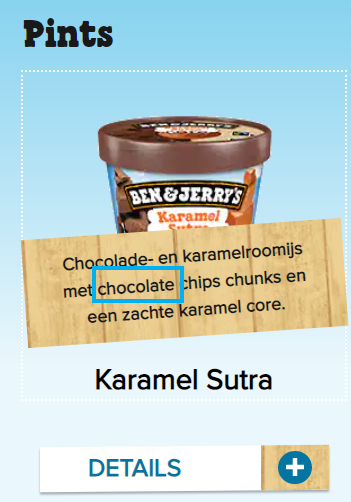 Pints
BEN&JERRY'S
Karamel
Sutra
Chocolade- en karamelroomijs
met chocolate chips chunks en
een zachte karamel core.
Karamel Sutra
DETAILS